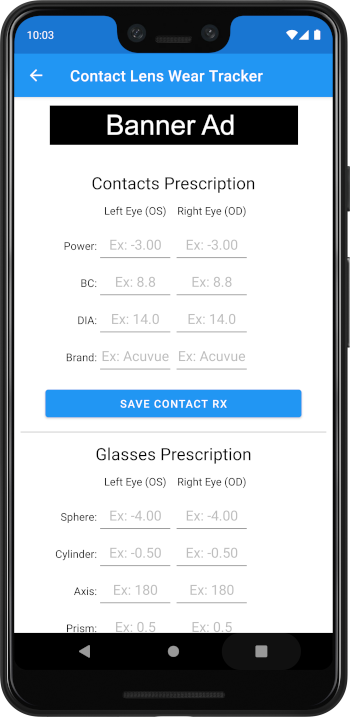 10:03
Contact Lens Wear Tracker
Banner Ad
Contacts Prescription
Left Eye (OS) Right Eye (OD)
Power: Ex: -3.00 Ex: -3.00
BC: Ex: 8.8 Ex: 8.8
DIA: Ex: 14.0 Ex: 14.0
Brand: Ex: Acuvue Ex: Acuvue
SAVE CONTACT RX
Glasses Prescription
Left Eye (OS) Right Eye (OD)
Sphere: Ex: -4.00 Ex: -4.00
Cylinder: Ex: -0.50 Ex: -0.50
Axis: Ex: 180 Ex: 180
Prism: Ex: 0.5 Ex: 0.5